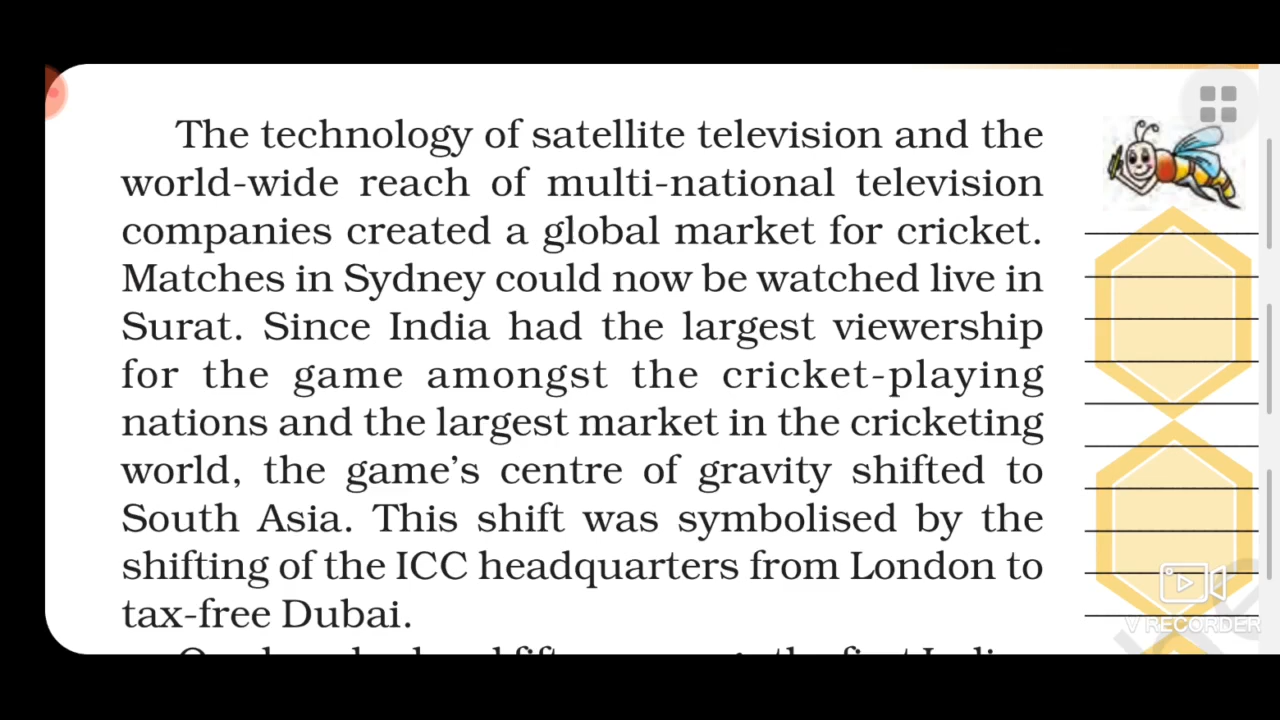 The technology of satellite television and the
world-wide reach of multi-national television
companies created a global market for cricket.
Matches in Sydney could now be watched live in
Surat. Since India had the largest viewership
for the game amongst the cricket-playing
nations and the largest market in the cricketing
world, the game's centre of gravity shifted to
South Asia. This shift was symbolised by the
shifting of the ICC headquarters from London to
tax-free Dubai.
V RECORDER